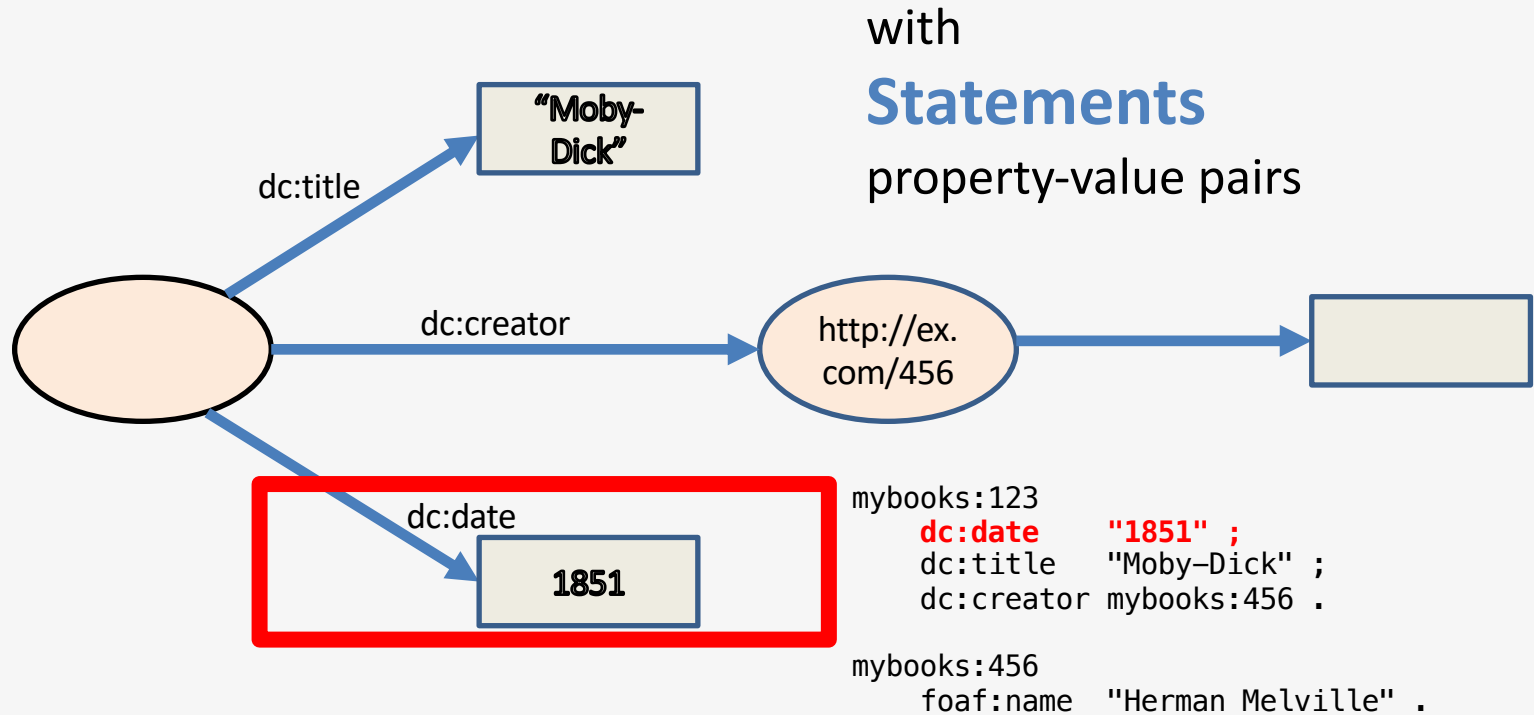 with
Statements
property-value pairs
“Moby-
Dick”
dc:title
dc:creator
http://ex.
com/456
dc:date
1851
mybooks:123
dc:date "1851" ;
dc:title "Moby–Dick" ;
dc:creator mybooks:456 .
mybooks:456
foaf:name "Herman Melville" .